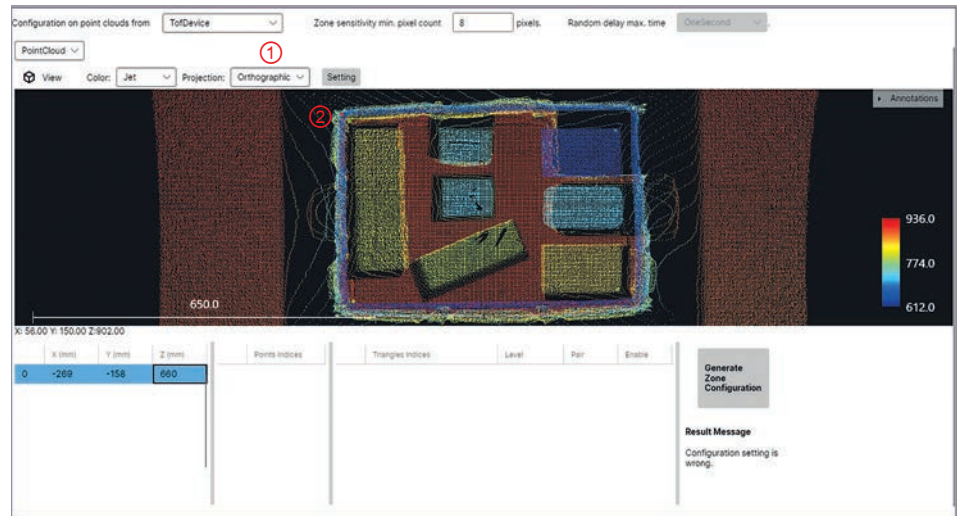 Configuration on point clouds from TofDevice Zone sensitivity min. pixel count 8 pixels. Random delay max. time OneSecond
PointCloud
①
View Color: Jet Projection: Orthographic Setting
②
Annotations
936.0
774.0
612.0
650.0
X: 56.00 Y: 150.00 Z:902.00
X (mm) Y (mm) Z (mm) Points Indices Triangles Indices Level Pair Enable
0 -269 -158 660
Generate
Zone
Configuration
Result Message
Configuration setting is
wrong.